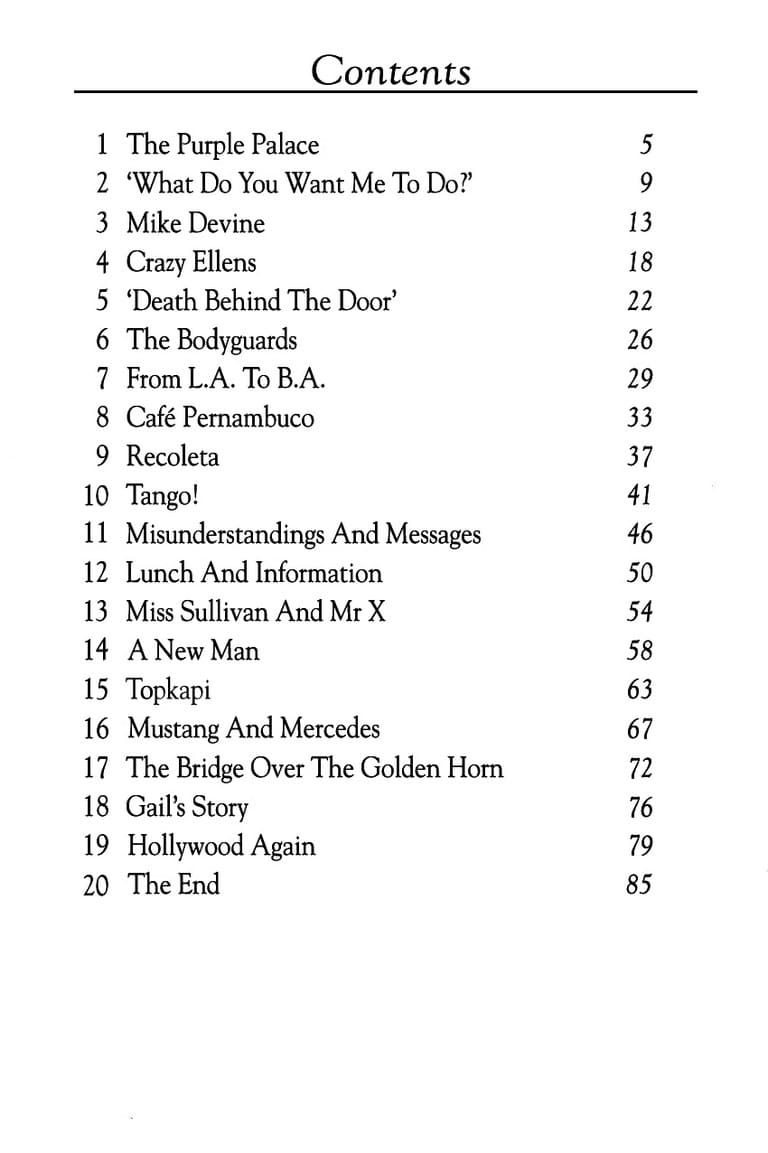 Contents
1 The Purple Palace 5
2 ‘What Do You Want Me To Do?’ 9
3 Mike Devine 13
4 Crazy Ellens 18
5 ‘Death Behind The Door’ 22
6 The Bodyguards 26
7 From L.A. To B.A. 29
8 Café Pernambuco 33
9 Recoleta 37
10 Tango! 41
11 Misunderstandings And Messages 46
12 Lunch And Information 50
13 Miss Sullivan And Mr X 54
14 A New Man 58
15 Topkapi 63
16 Mustang And Mercedes 67
17 The Bridge Over The Golden Horn 72
18 Gail’s Story 76
19 Hollywood Again 79
20 The End 85